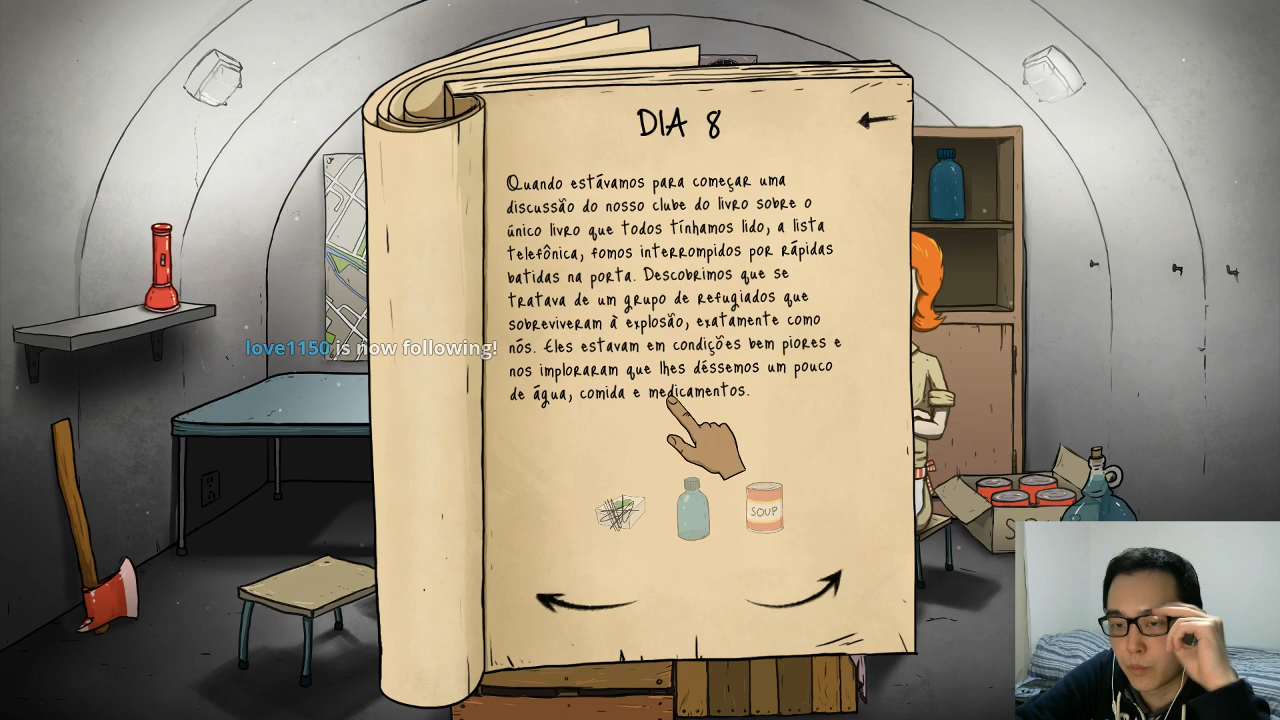 DIA 8
Quando estávamos para começar uma
discussão do nosso clube do livro sobre o
único livro que todos tínhamos lido, a lista
telefônica, fomos interrompidos por rápidas
batidas na porta. Descobrimos que se
tratava de um grupo de refugiados que
sobreviveram à explosão, exatamente como
nós. Eles estavam em condições bem piores e
nos imploraram que lhes déssemos um pouco
de água, comida e medicamentos.
love1150 is now following!
SOUP